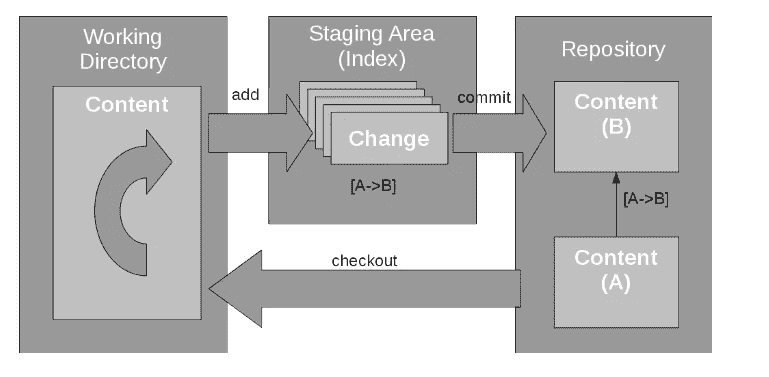 Working
Directory
Content
add
Staging Area
(Index)
Change
[A->B]
commit
Repository
Content
(B)
[A->B]
Content
(A)
checkout